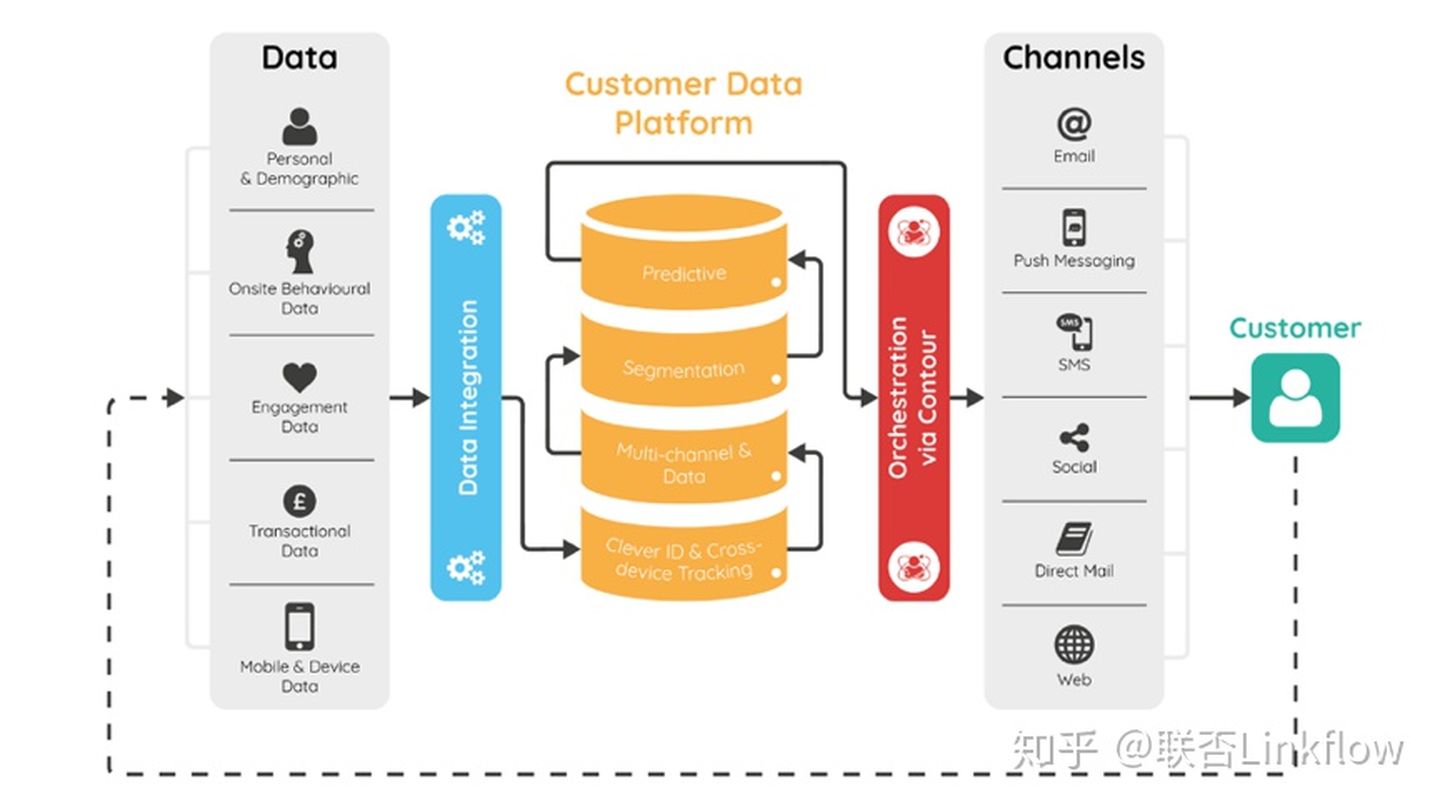 Data
Personal
& Demographic
Onsite Behavioural
Data
Engagement
Data
£
Transactional
Data
Mobile & Device
Data
Data Integration
Customer Data
Platform
Predictive
Segmentation
Multi-channel &
Data
Clever ID & Cross-
device Tracking
Orchestration
via Contour
Channels
@
Email
Push Messaging
SMS
SMS
Social
Direct Mail
Web
Customer
知乎 @联否Linkflow